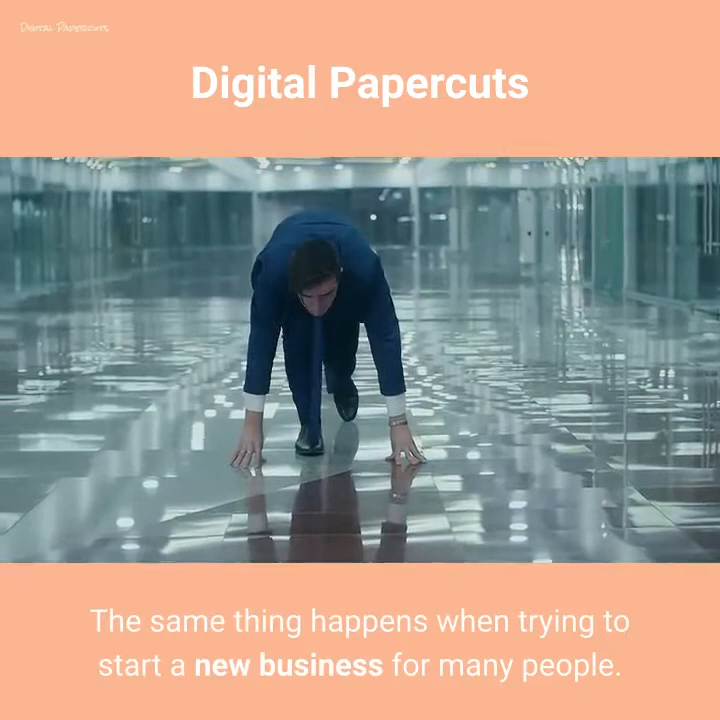 Digital Papercuts
Digital Papercuts
The same thing happens when trying to
start a new business for many people.